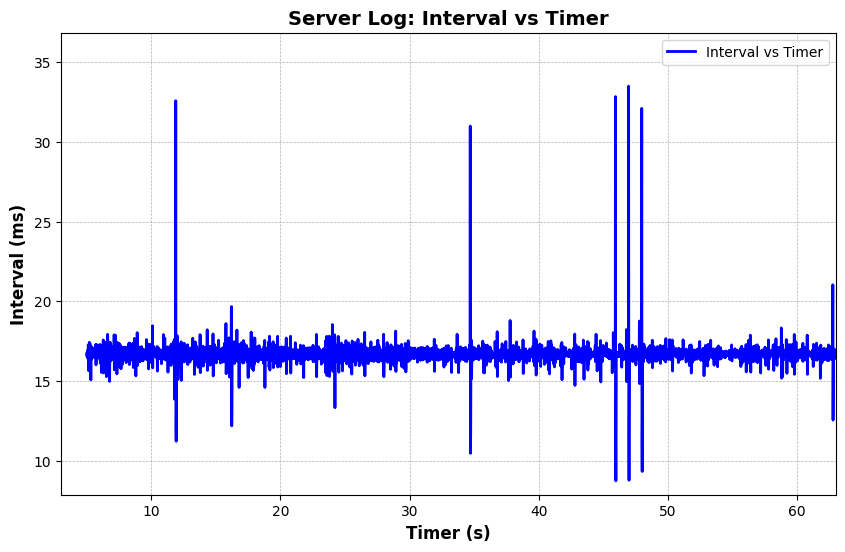 Server Log: Interval vs Timer
Interval vs Timer
35
30
25
20
15
10
Interval (ms)
10 20 30 40 50 60
Timer (s)